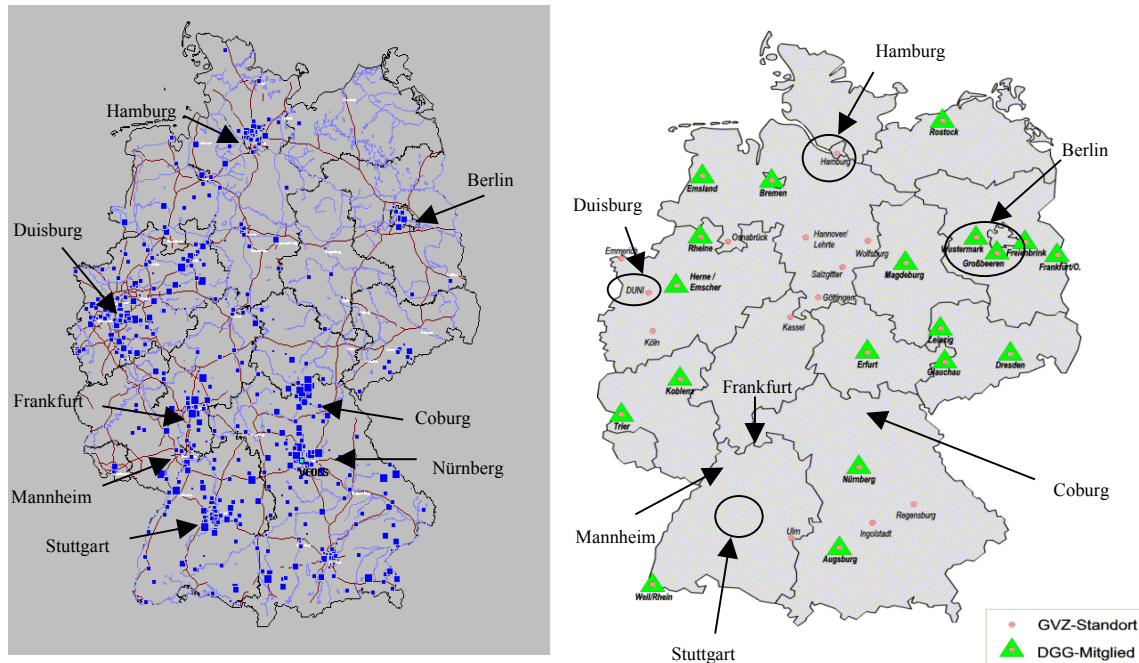 Hamburg
Berlin
Duisburg
Frankfurt
Coburg
Mannheim
Nürnberg
Stuttgart
Hamburg
Hamburg
Rostock
Berlin
Emsland
Bremen
Duisburg
Emmerich
Rheine
Osnabrück
Hannover/
Lehrte
Wolfsburg
Wustermark
Freienbrink
Großbeeren
Frankfurt/O.
Salzgitter
Magdeburg
DUNI
Herne /
Emscher
Göttingen
Kassel
Köln
Leipzig
Erfurt
Glauchau
Dresden
Koblenz
Frankfurt
Trier
Nürnberg
Coburg
Mannheim
Regensburg
Ingolstadt
Ulm
Augsburg
Weil/Rhein
Stuttgart
GVZ-Standort
DGG-Mitglied